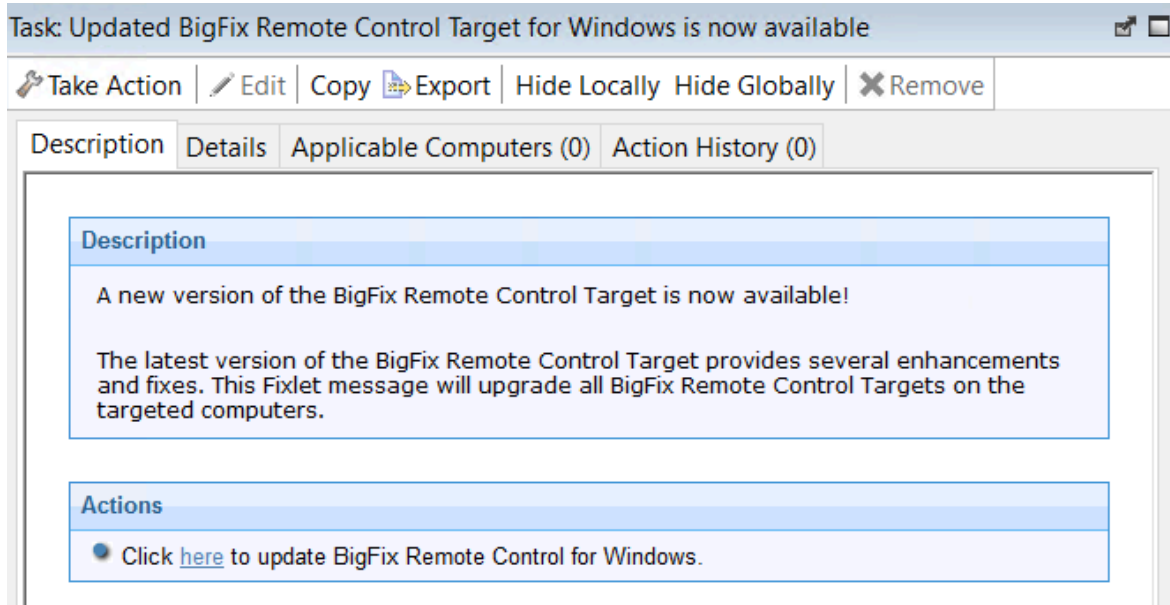 Task: Updated BigFix Remote Control Target for Windows is now available
Take Action Edit Copy Export Hide Locally Hide Globally Remove
Description Details Applicable Computers (0) Action History (0)
Description
A new version of the BigFix Remote Control Target is now available!
The latest version of the BigFix Remote Control Target provides several enhancements
and fixes. This Fixlet message will upgrade all BigFix Remote Control Targets on the
targeted computers.
Actions
Click here to update BigFix Remote Control for Windows.